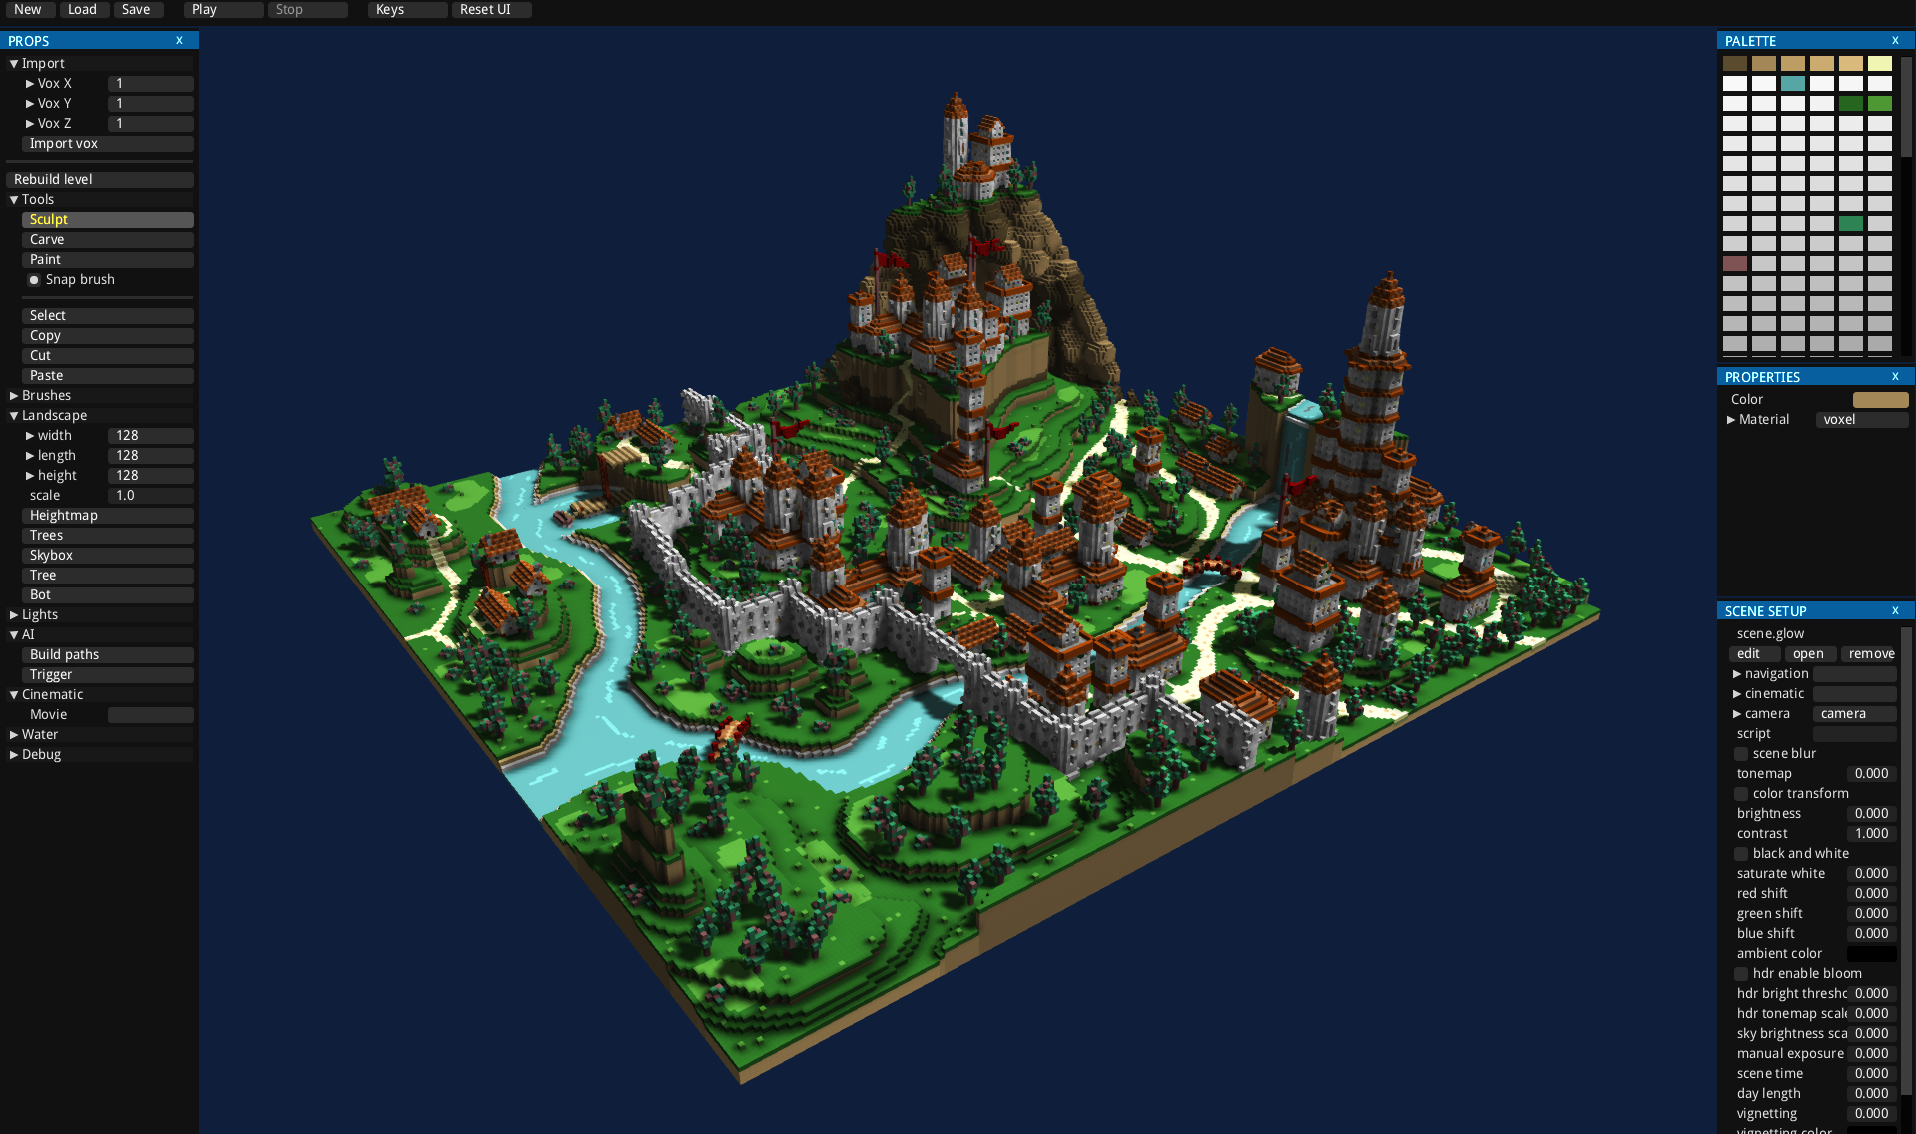 New Load Save Play Stop Keys Reset UI
PROPS x
Import
Vox X 1
Vox Y 1
Vox Z 1
Import vox
Rebuild level
Tools
Sculpt
Carve
Paint
Snap brush
Select
Copy
Cut
Paste
Brushes
Landscape
width 128
length 128
height 128
scale 1.0
Heightmap
Trees
Skybox
Tree
Bot
Lights
AI
Build paths
Trigger
Cinematic
Movie
Water
Debug
PALETTE x
PROPERTIES x
Color
Material voxel
SCENE SETUP x
scene.glow
edit open remove
navigation
cinematic
camera camera
script
scene blur
tonemap 0.000
color transform
brightness 0.000
contrast 1.000
black and white
saturate white 0.000
red shift 0.000
green shift 0.000
blue shift 0.000
ambient color
hdr enable bloom
hdr bright thresho 0.000
hdr tonemap scale 0.000
sky brightness sca 0.000
manual exposure 0.000
scene time 0.000
day length 0.000
vignetting 0.000
vignetting color